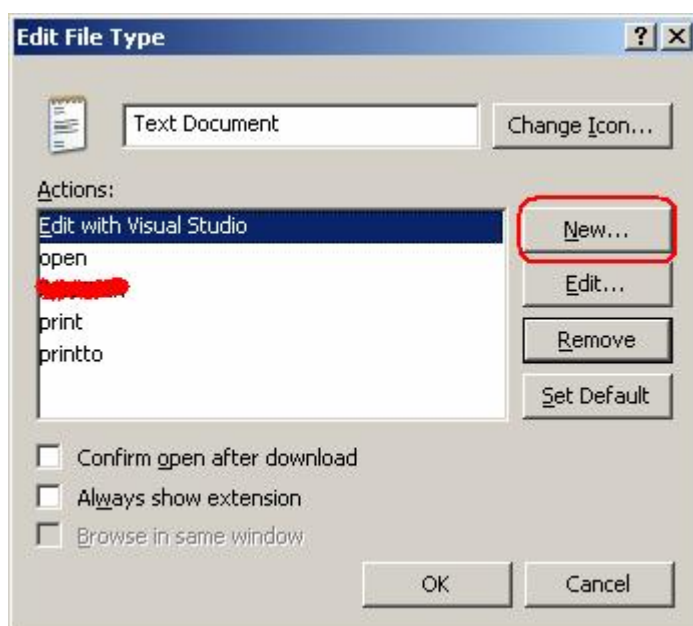 Edit File Type
Text Document
Change Icon...
Actions:
Edit with Visual Studio
open
print
printto
New...
Edit...
Remove
Set Default
Confirm open after download
Always show extension
Browse in same window
OK
Cancel